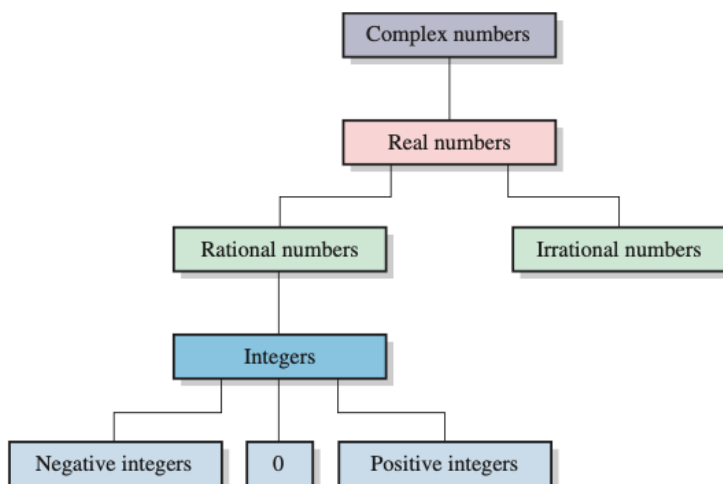 Complex numbers
Real numbers
Rational numbers
Irrational numbers
Integers
Negative integers
0
Positive integers